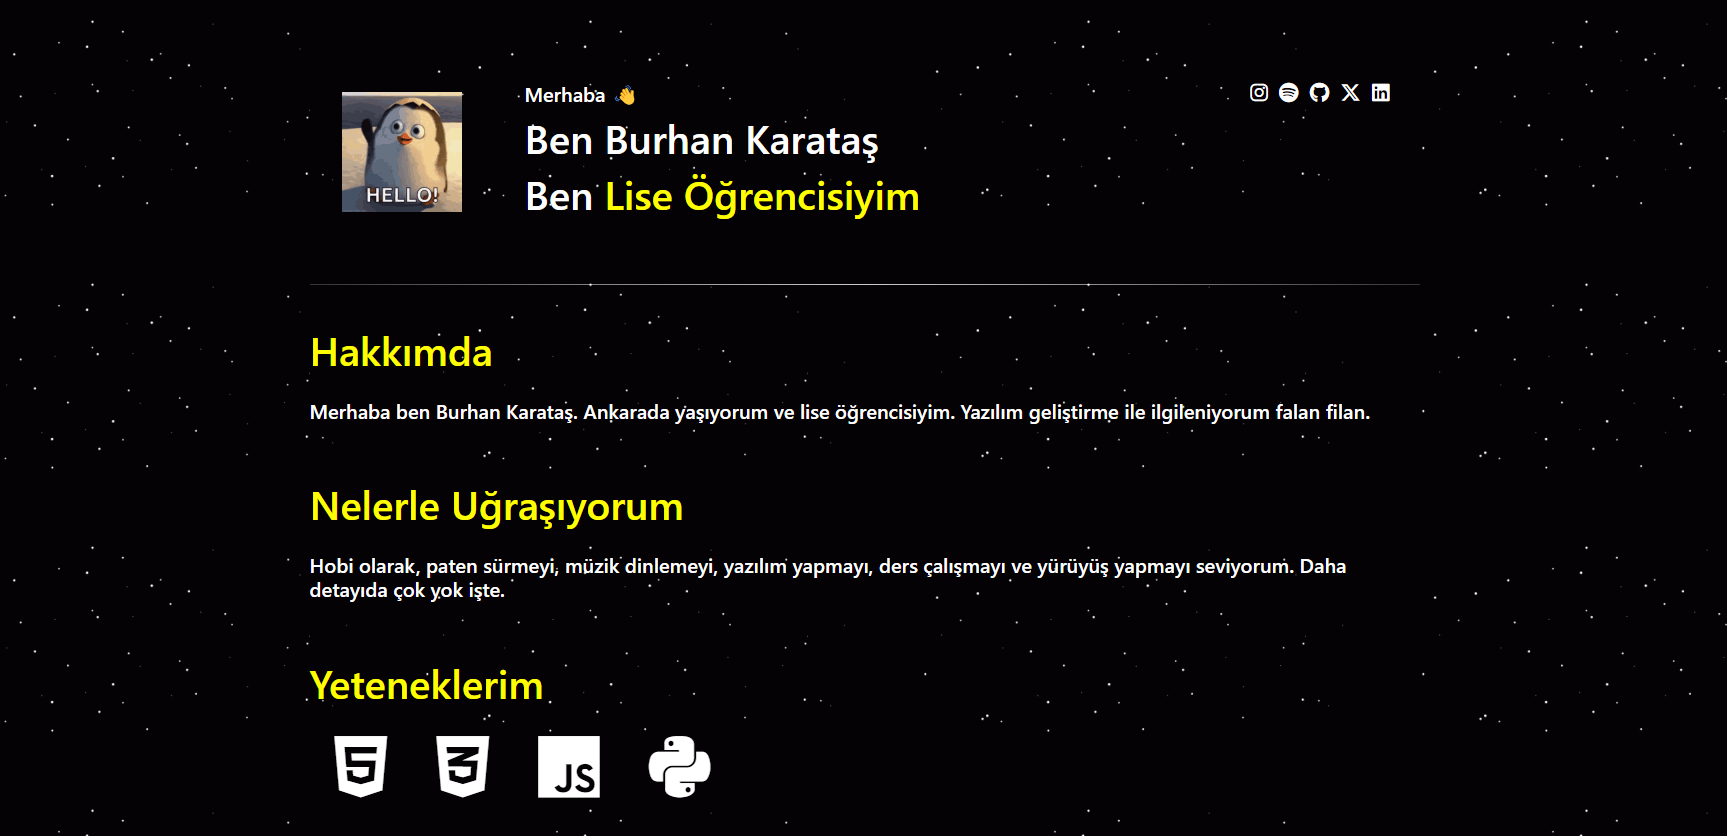 Merhaba 👋
Ben Burhan Karataş
Ben Lise Öğrencisiyim
HELLO!
Hakkımda
Merhaba ben Burhan Karataş. Ankarada yaşıyorum ve lise öğrencisiyim. Yazılım geliştirme ile ilgileniyorum falan filan.
Nelerle Uğraşıyorum
Hobi olarak, paten sürmeyi, müzik dinlemeyi, yazılım yapmayı, ders çalışmayı ve yürüyüş yapmayı seviyorum. Daha
detayıda çok yok işte.
Yeteneklerim
5
3
JS